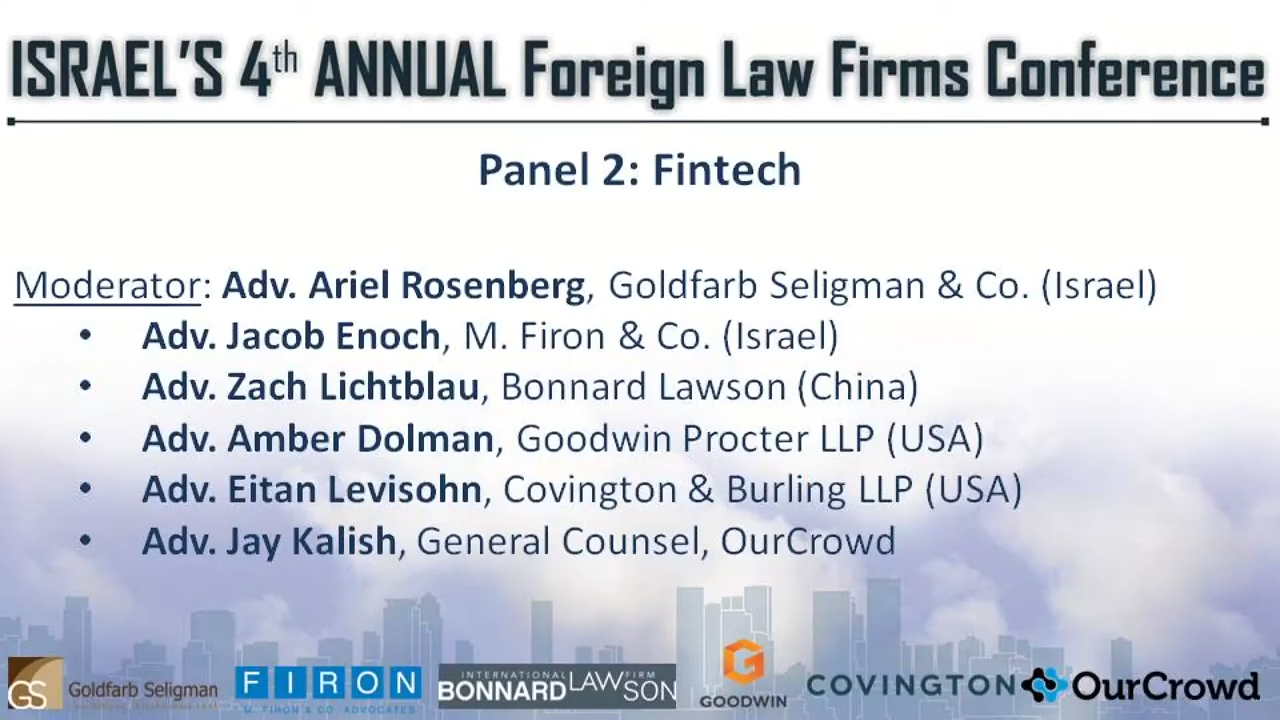 ISRAEL'S 4th ANNUAL Foreign Law Firms Conference
Panel 2: Fintech
Moderator: Adv. Ariel Rosenberg, Goldfarb Seligman & Co. (Israel)
• Adv. Jacob Enoch, M. Firon & Co. (Israel)
• Adv. Zach Lichtblau, Bonnard Lawson (China)
• Adv. Amber Dolman, Goodwin Procter LLP (USA)
• Adv. Eitan Levisohn, Covington & Burling LLP (USA)
• Adv. Jay Kalish, General Counsel, OurCrowd
GS Goldfarb Seligman
FIRON
M. FIRON & CO. ADVOCATES
INTERNATIONAL LAW FIRM
BONNARD LAWSON
GOODWIN
COVINGTON
OurCrowd